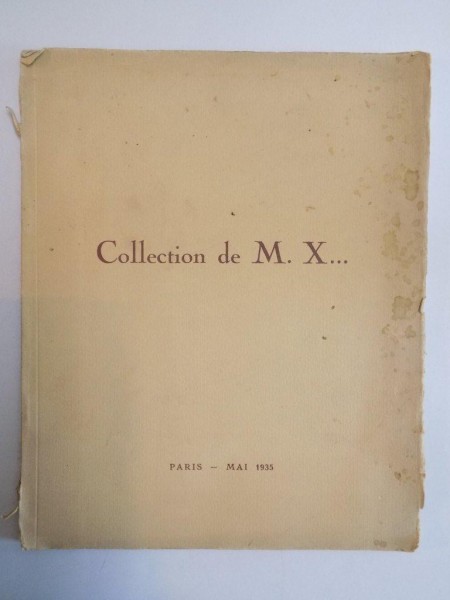 Collection de M. X...
PARIS — MAI 1935